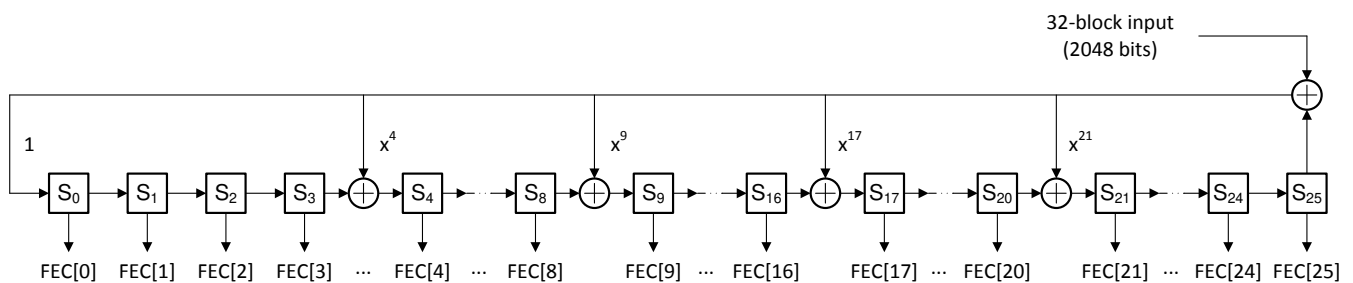 32-block input
(2048 bits)
1 x⁴ x⁹ x¹⁷ x²¹
S₀ S₁ S₂ S₃ S₄ ... S₈ S₉ ... S₁₆ S₁₇ ... S₂₀ S₂₁ ... S₂₄ S₂₅
FEC[0] FEC[1] FEC[2] FEC[3] ... FEC[4] ... FEC[8] FEC[9] ... FEC[16] FEC[17] ... FEC[20] FEC[21] ... FEC[24] FEC[25]